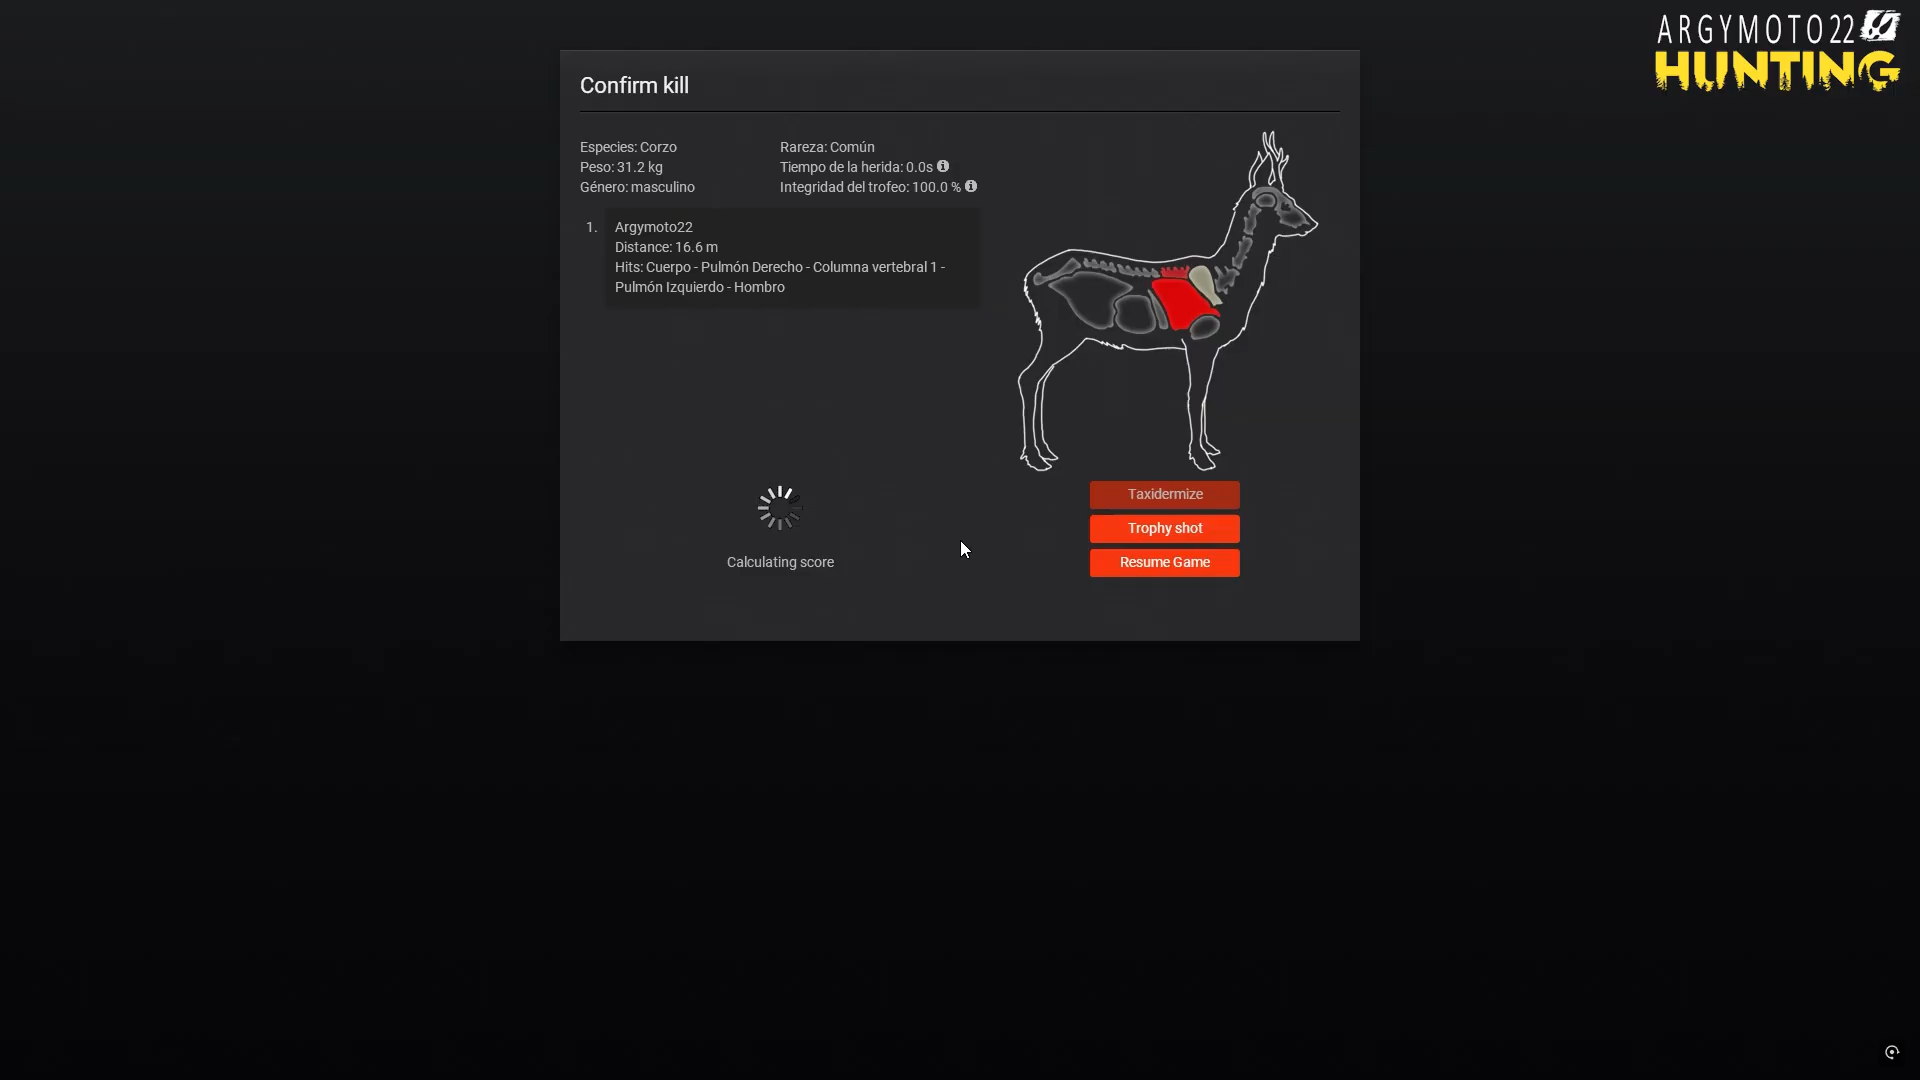 ARGYMOTO22
HUNTING
Confirm kill
Especies: Corzo
Peso: 31.2 kg
Género: masculino
Rareza: Común
Tiempo de la herida: 0.0s
Integridad del trofeo: 100.0 %
1.
Argymoto22
Distance: 16.6 m
Hits: Cuerpo - Pulmón Derecho - Columna vertebral 1 -
Pulmón Izquierdo - Hombro
Calculating score
Taxidermize
Trophy shot
Resume Game